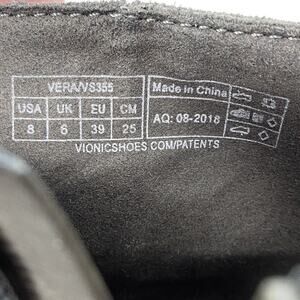 VERA/VS355
USA UK EU CM
8 6 39 25
Made in China
AQ: 08-2018
VIONICSHOES.COM/PATENTS